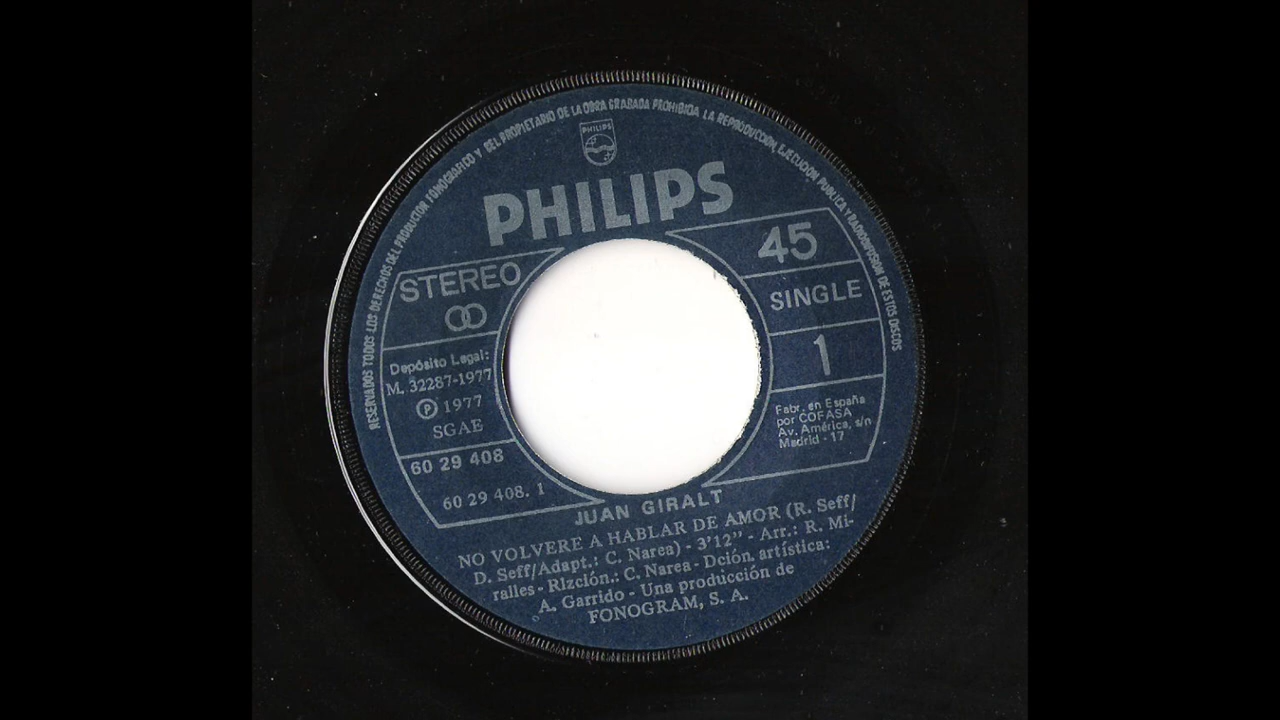 RESERVADOS TODOS LOS DERECHOS DEL PRODUCTOR FONOGRAFICO Y DEL PROPIETARIO DE LA OBRA GRABADA PROHIBIDA LA REPRODUCCION, EJECUCION PUBLICA Y RADIODIFUSION DE ESTOS DISCOS
PHILIPS
PHILIPS
STEREO
Depósito Legal:
M. 32287-1977
Ⓟ 1977
SGAE
60 29 408
60 29 408. 1
45
SINGLE
1
Fabr. en España
por COFASA
Av. América, s/n
Madrid - 17
JUAN GIRALT
NO VOLVERE A HABLAR DE AMOR (R. Seff/
D. Seff/Adapt.: C. Narea) - 3'12" - Arr.: R. Mi-
ralles - Rlzción.: C. Narea - Dción. artística:
A. Garrido - Una producción de
FONOGRAM, S. A.